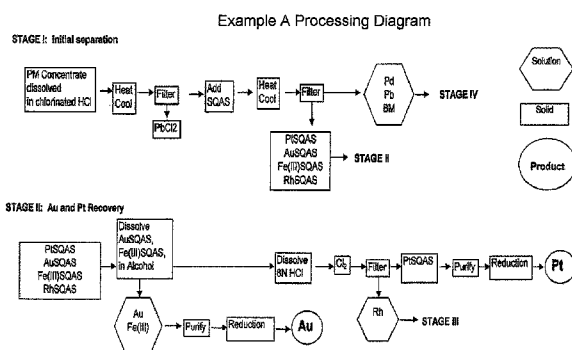 Example A Processing Diagram
STAGE I: Initial separation
PM Concentrate
dissolved
in chlorinated HCl
Heat
Cool
Filter
PbCl2
Add
SQAS
Heat
Cool
Filter
Pd
Pb
BM
STAGE IV
PtSQAS
AuSQAS
Fe(iii)SQAS
RhSQAS
STAGE II
Solution
Solid
Product
STAGE II: Au and Pt Recovery
PtSQAS
AuSQAS
Fe(iii)SQAS
RhSQAS
Dissolve
AuSQAS,
Fe(iii)SQAS,
in Alcohol
Au
Fe(iii)
Purify
Reduction
Au
Dissolve
8N HCl
Cl2
Filter
Rh
STAGE III
PtSQAS
Purify
Reduction
Pt